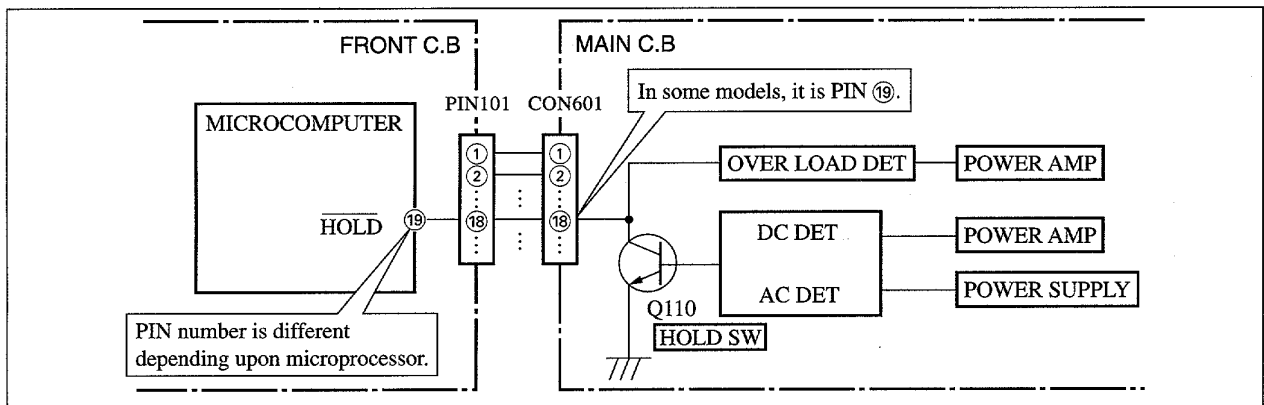 FRONT C.B
MAIN C.B
In some models, it is PIN ⑲.
PIN101
CON601
MICROCOMPUTER
①
①
②
②
HOLD
⑲
⑱
⑱
OVER LOAD DET
POWER AMP
DC DET
POWER AMP
AC DET
POWER SUPPLY
Q110
HOLD SW
PIN number is different
depending upon microprocessor.